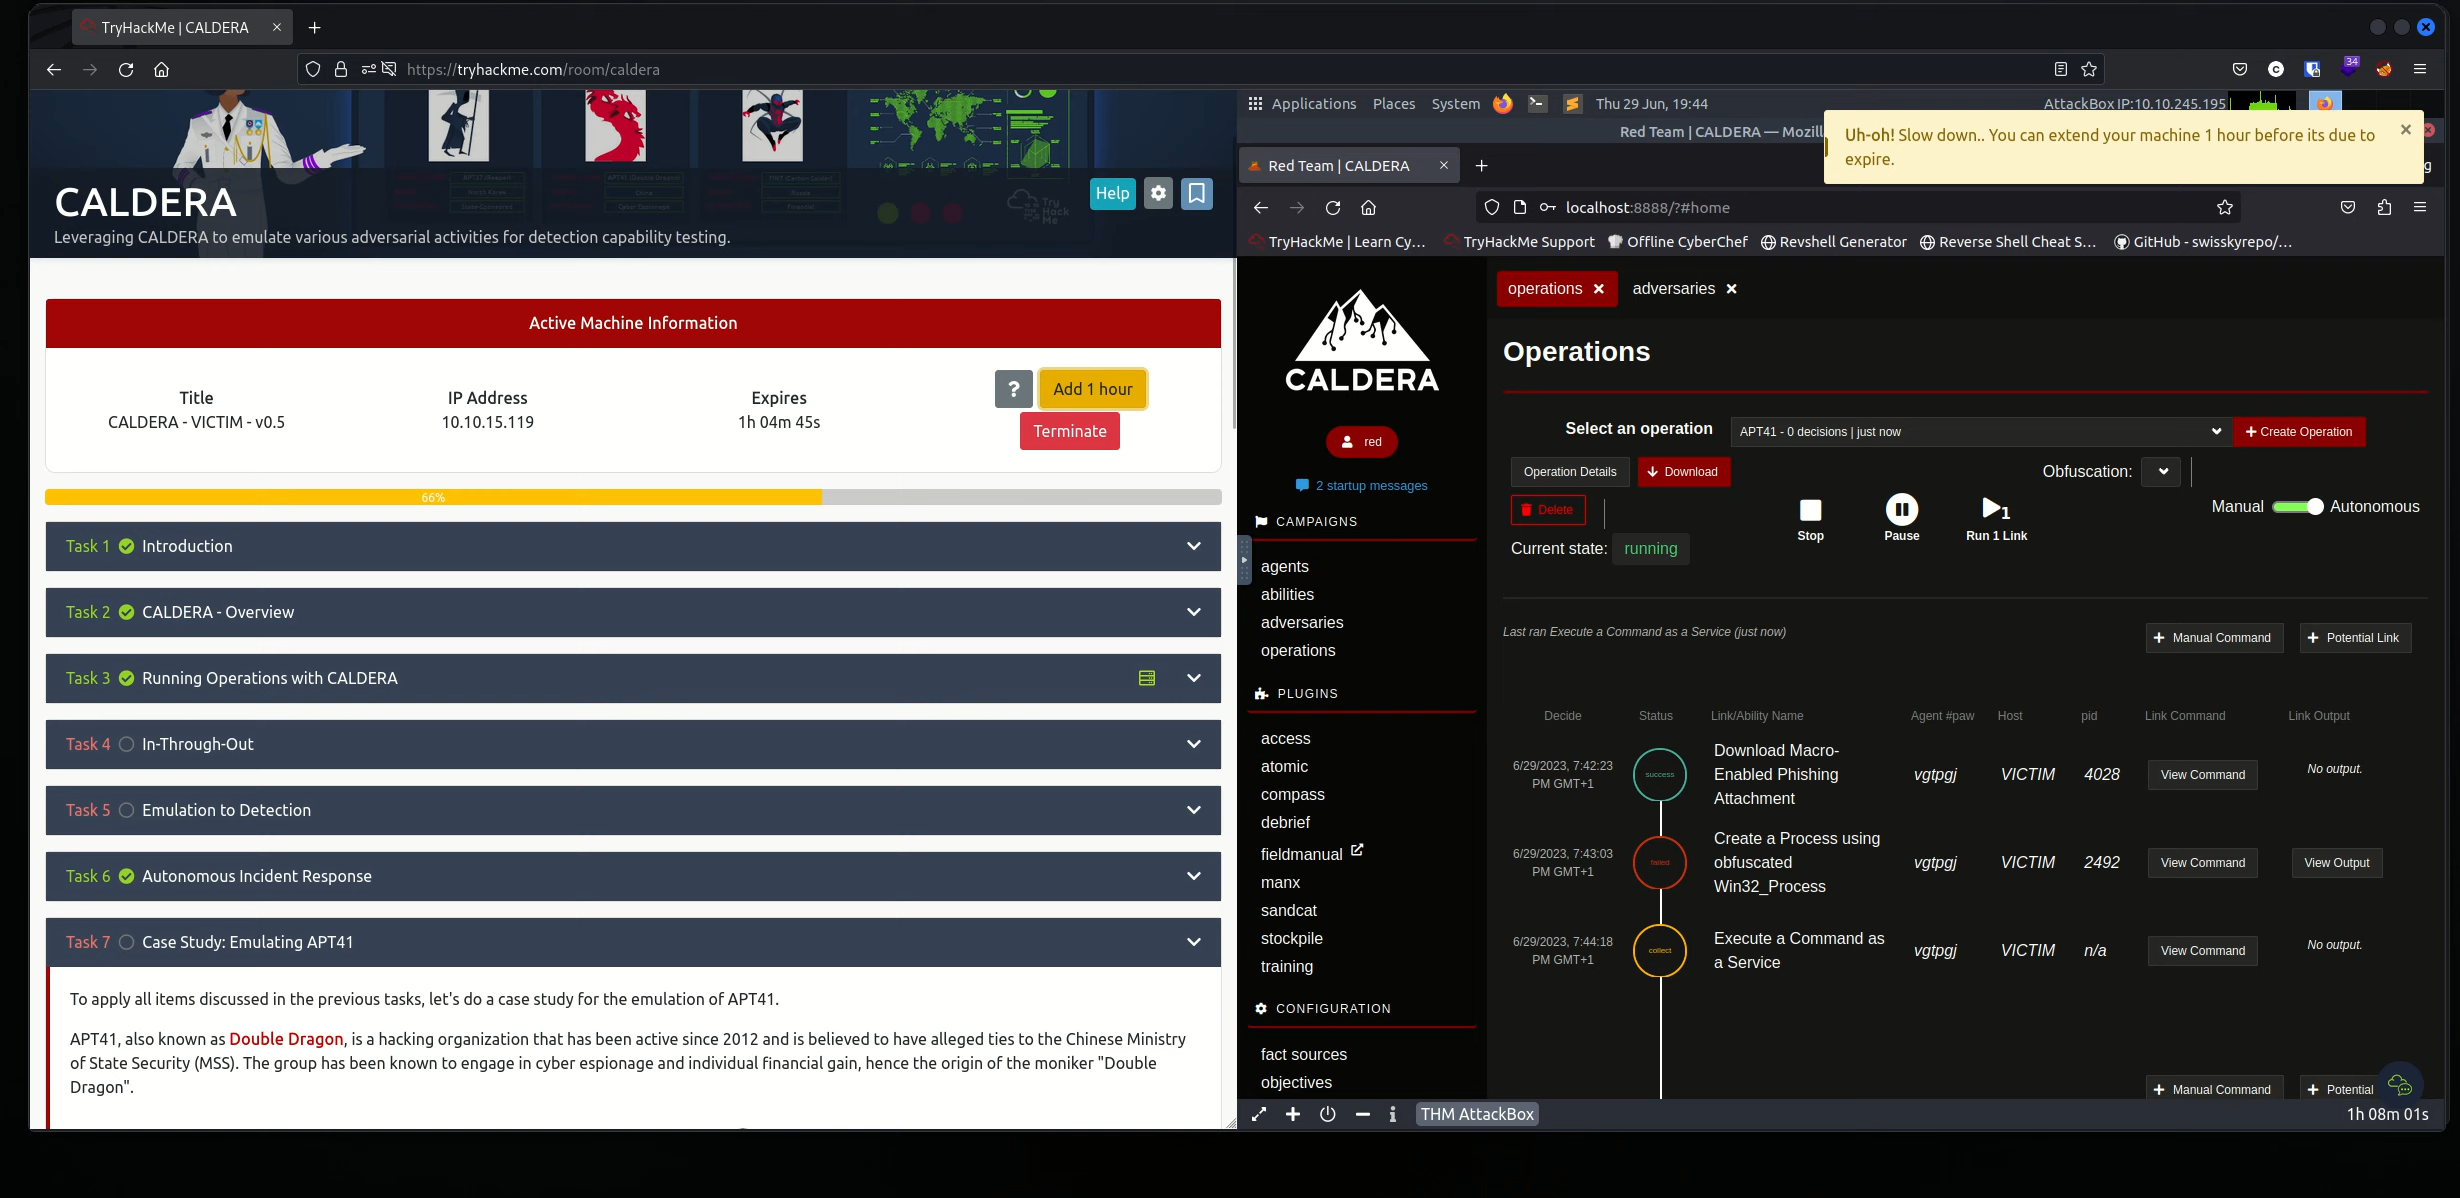 TryHackMe | CALDERA
https://tryhackme.com/room/caldera
34
CALDERA
Leveraging CALDERA to emulate various adversarial activities for detection capability testing.
Help
Try Hack Me
Active Machine Information
Title
CALDERA - VICTIM - v0.5
IP Address
10.10.15.119
Expires
1h 04m 45s
?
Add 1 hour
Terminate
66%
Task 1 Introduction
Task 2 CALDERA - Overview
Task 3 Running Operations with CALDERA
Task 4 In-Through-Out
Task 5 Emulation to Detection
Task 6 Autonomous Incident Response
Task 7 Case Study: Emulating APT41
To apply all items discussed in the previous tasks, let's do a case study for the emulation of APT41.
APT41, also known as Double Dragon, is a hacking organization that has been active since 2012 and is believed to have alleged ties to the Chinese Ministry
of State Security (MSS). The group has been known to engage in cyber espionage and individual financial gain, hence the origin of the moniker "Double
Dragon".
Applications Places System Thu 29 Jun, 19:44 AttackBox IP:10.10.245.195
Red Team | CALDERA — Mozill
Uh-oh! Slow down.. You can extend your machine 1 hour before its due to
expire.
Red Team | CALDERA
localhost:8888/?#home
TryHackMe | Learn Cy… TryHackMe Support Offline CyberChef Revshell Generator Reverse Shell Cheat S… GitHub - swisskyrepo/…
CALDERA
red
2 startup messages
CAMPAIGNS
agents
abilities
adversaries
operations
PLUGINS
access
atomic
compass
debrief
fieldmanual
manx
sandcat
stockpile
training
CONFIGURATION
fact sources
objectives
operations
adversaries
Operations
Select an operation
APT41 - 0 decisions | just now
Create Operation
Operation Details
Download
Delete
Current state: running
Stop
Pause
1
Run 1 Link
Obfuscation:
Manual Autonomous
Last ran Execute a Command as a Service (just now)
Manual Command
Potential Link
Decide Status Link/Ability Name Agent #paw Host pid Link Command Link Output
6/29/2023, 7:42:23
PM GMT+1
success
Download Macro-
Enabled Phishing
Attachment
vgtpgj VICTIM 4028 View Command No output.
6/29/2023, 7:43:03
PM GMT+1
failed
Create a Process using
obfuscated
Win32_Process
vgtpgj VICTIM 2492 View Command View Output
6/29/2023, 7:44:18
PM GMT+1
collect
Execute a Command as
a Service
vgtpgj VICTIM n/a View Command No output.
Manual Command
Potential
THM AttackBox
1h 08m 01s